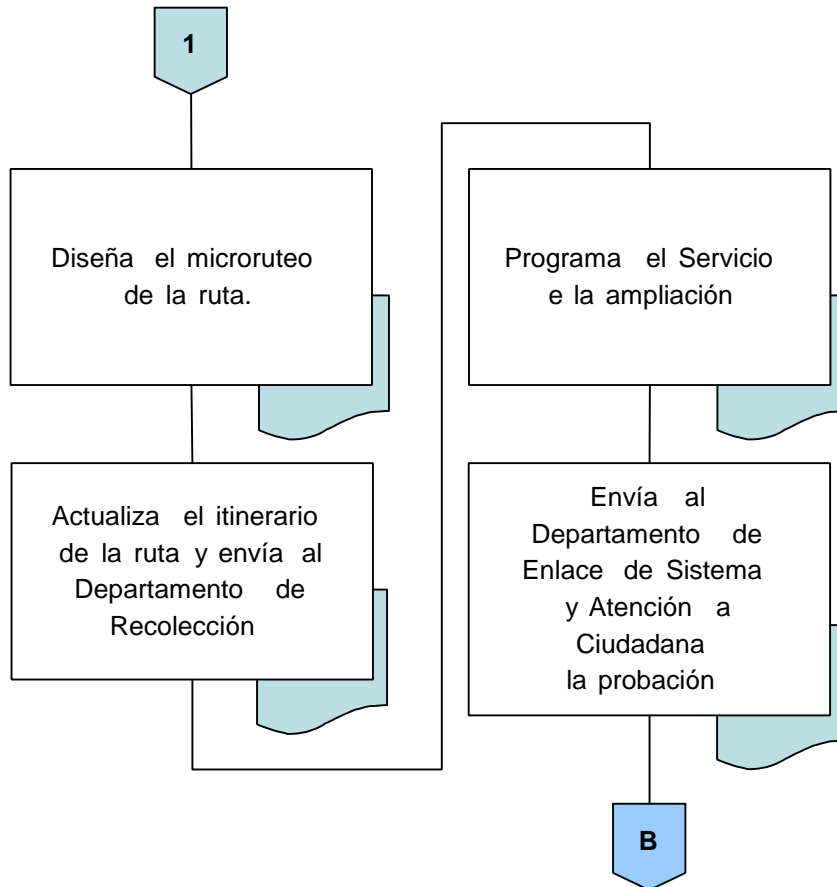 1
Diseña el microruteo
de la ruta.
Actualiza el itinerario
de la ruta y envía al
Departamento de
Recolección
Programa el Servicio
e la ampliación
Envía al
Departamento de
Enlace de Sistema
y Atención a
Ciudadana
la probación
B